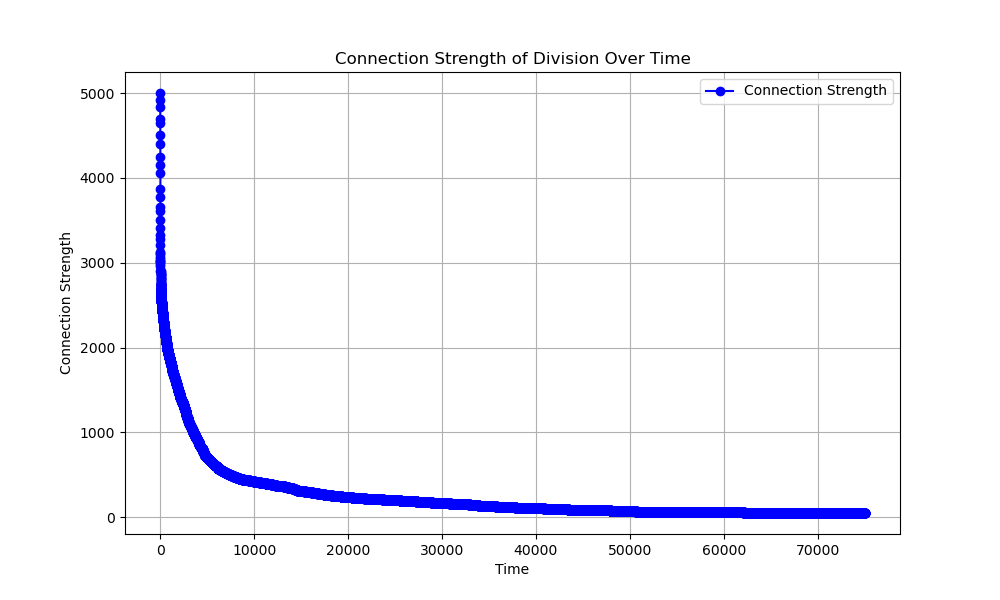 Connection Strength of Division Over Time
Connection Strength
5000
4000
3000
2000
1000
0
Connection Strength
0 10000 20000 30000 40000 50000 60000 70000
Time